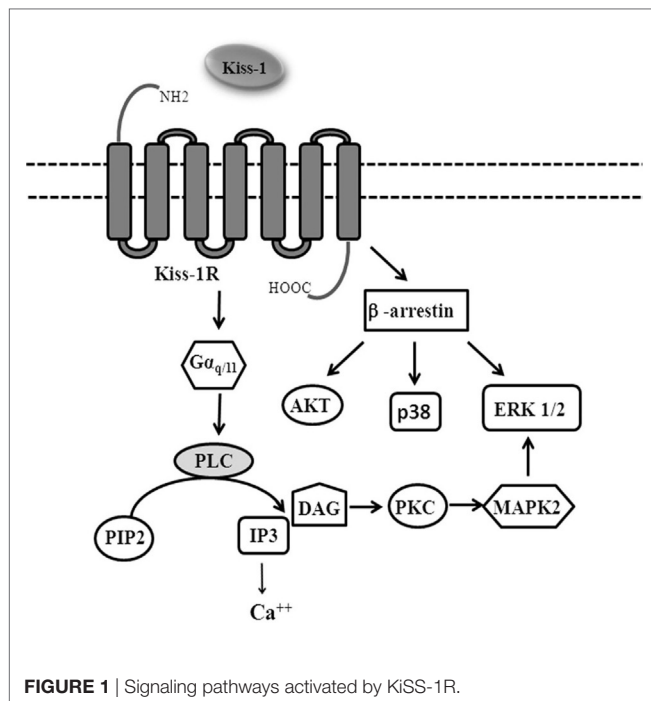 Kiss-1
NH2
Kiss-1R
HOOC
β -arrestin
Gαq/11
AKT
p38
ERK 1/2
PLC
DAG
PKC
MAPK2
PIP2
IP3
Ca++
FIGURE 1 | Signaling pathways activated by KiSS-1R.